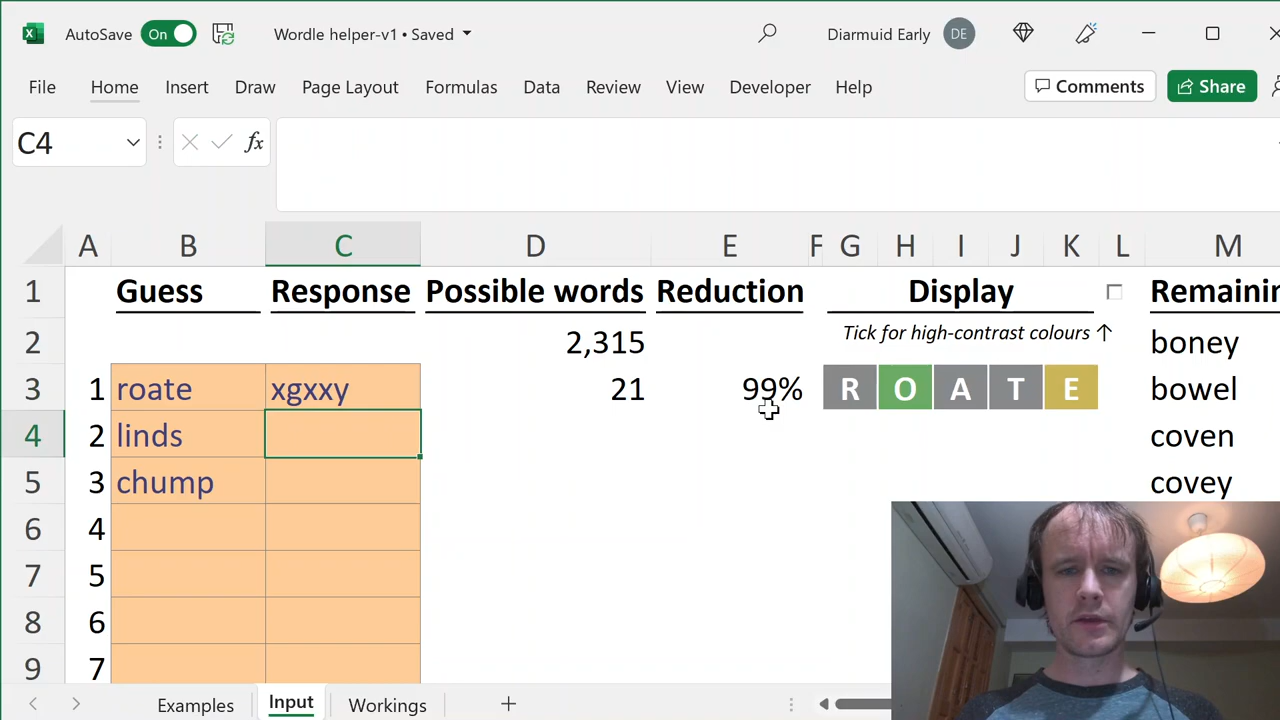 AutoSave On Wordle helper-v1 • Saved Diarmuid Early DE
File Home Insert Draw Page Layout Formulas Data Review View Developer Help Comments Share
C4 fx
A B C D E F G H I J K L M
1 Guess Response Possible words Reduction Display Remainin
2 2,315 Tick for high-contrast colours ↑ boney
3 1 roate xgxxy 21 99% R O A T E bowel
4 2 linds coven
5 3 chump covey
6 4
7 5
8 6
9 7
Examples Input Workings